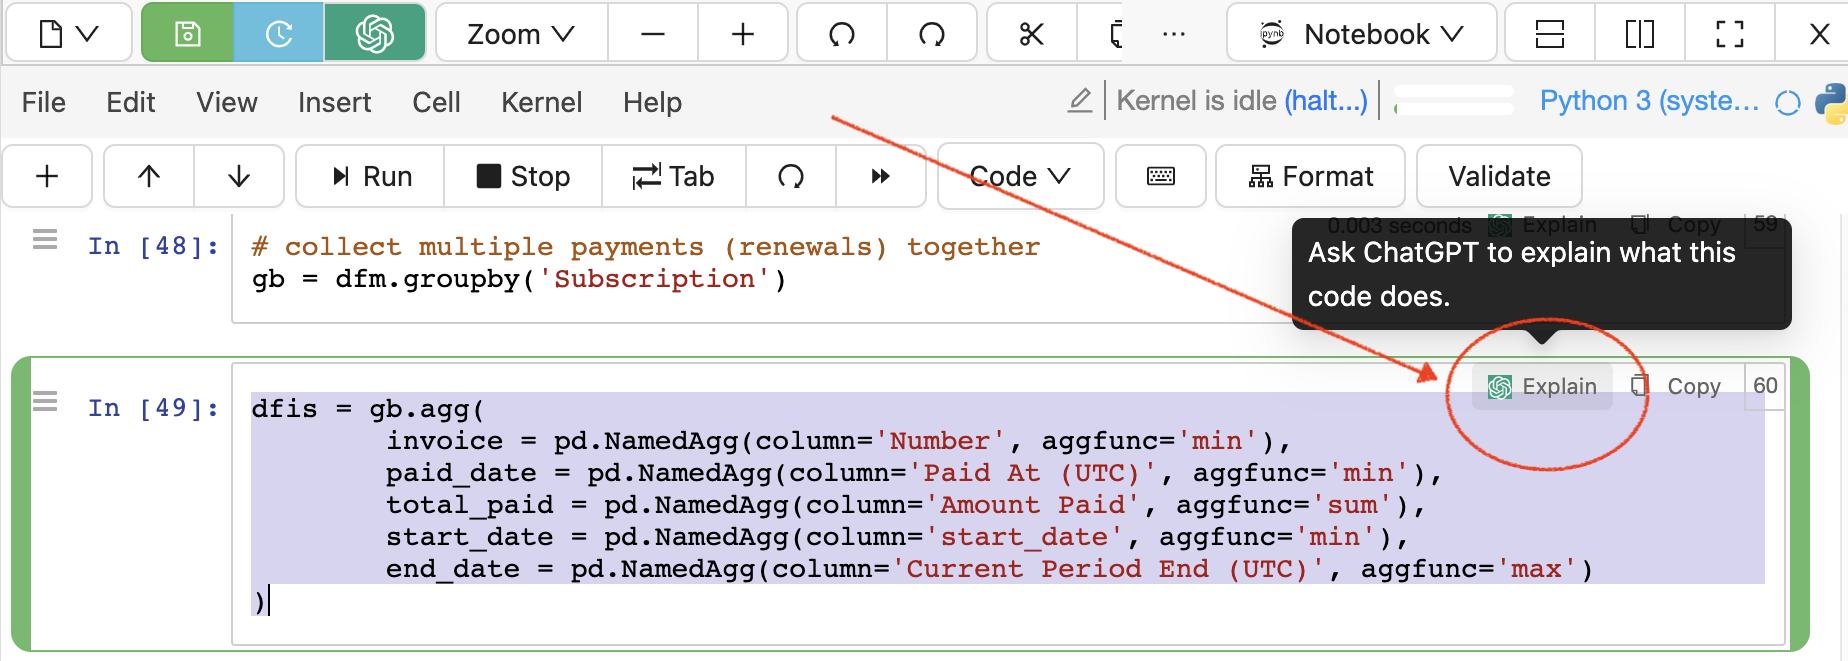 Zoom
ipynb Notebook
File Edit View Insert Cell Kernel Help
Kernel is idle (halt...) Python 3 (syste...
Run Stop Tab Code Format Validate
0.003 seconds Explain Copy 59
In [48]: # collect multiple payments (renewals) together
gb = dfm.groupby('Subscription')
Ask ChatGPT to explain what this
code does.
Explain Copy 60
In [49]: dfis = gb.agg(
invoice = pd.NamedAgg(column='Number', aggfunc='min'),
paid_date = pd.NamedAgg(column='Paid At (UTC)', aggfunc='min'),
total_paid = pd.NamedAgg(column='Amount Paid', aggfunc='sum'),
start_date = pd.NamedAgg(column='start_date', aggfunc='min'),
end_date = pd.NamedAgg(column='Current Period End (UTC)', aggfunc='max')
)